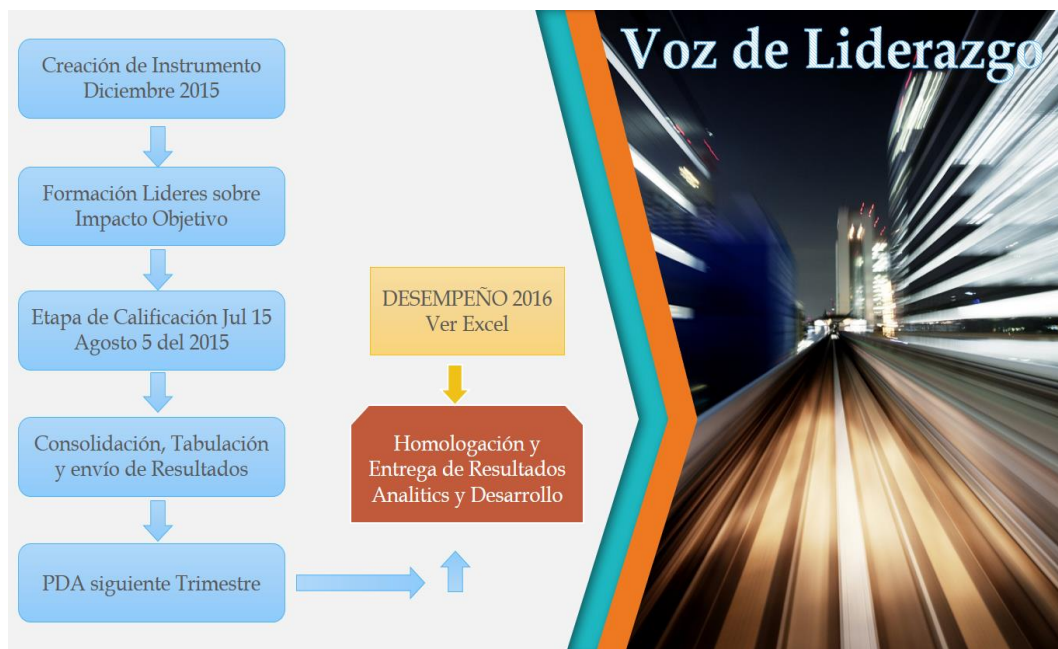 Voz de Liderazgo
Creación de Instrumento
Diciembre 2015
Formación Lideres sobre
Impacto Objetivo
Etapa de Calificación Jul 15
Agosto 5 del 2015
Consolidación, Tabulación
y envío de Resultados
PDA siguiente Trimestre
DESEMPEÑO 2016
Ver Excel
Homologación y
Entrega de Resultados
Analitics y Desarrollo